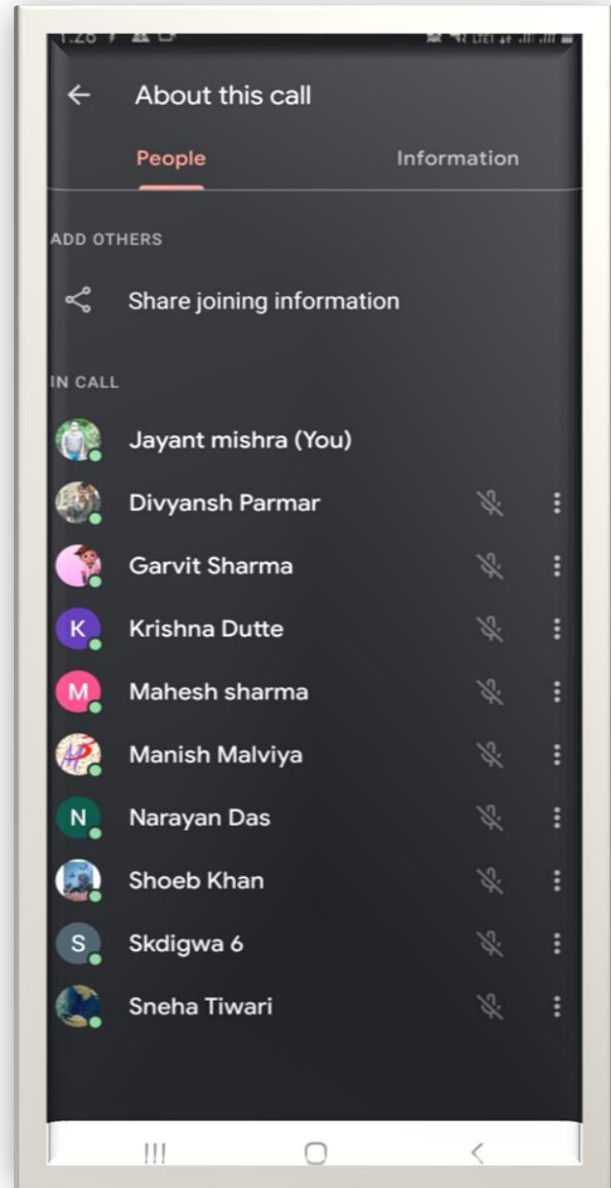 About this call
People Information
ADD OTHERS
Share joining information
IN CALL
Jayant mishra (You)
Divyansh Parmar
Garvit Sharma
K Krishna Dutte
M Mahesh sharma
Manish Malviya
N Narayan Das
Shoeb Khan
S Skdigwa 6
Sneha Tiwari